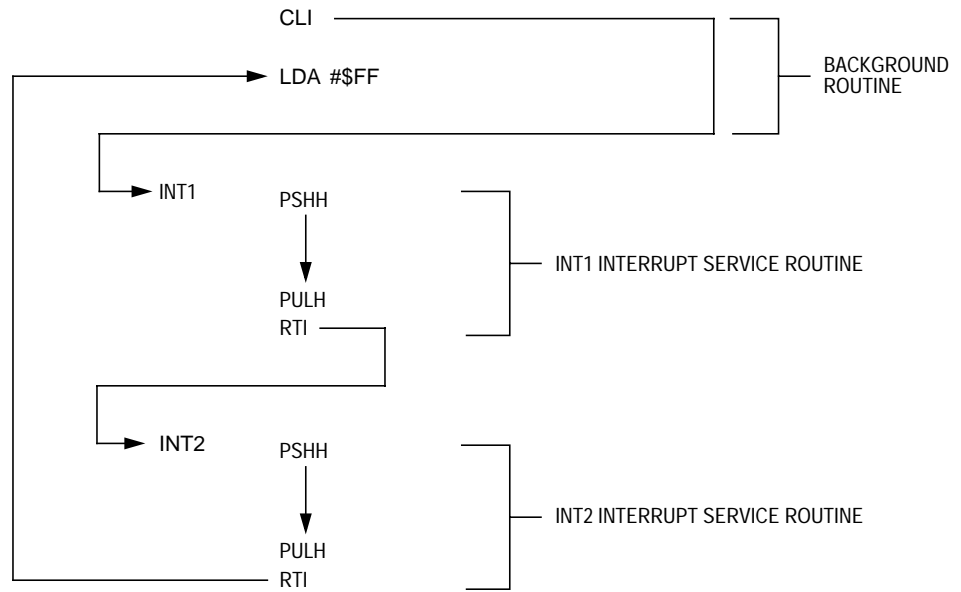 CLI
LDA #$FF
BACKGROUND
ROUTINE
INT1
PSHH
INT1 INTERRUPT SERVICE ROUTINE
PULH
RTI
INT2
PSHH
INT2 INTERRUPT SERVICE ROUTINE
PULH
RTI